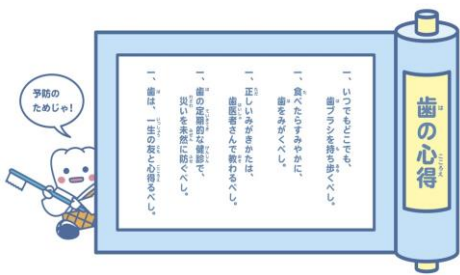 歯の心得
一、いつでもどこでも、
歯ブラシを持ち歩くべし。
一、食べたらすみやかに、
歯をみがくべし。
一、正しいみがきかたは、
歯医者さんで教わるべし。
一、歯の定期的な健診で、
災いを未然に防ぐべし。
一、歯は、一生の友と心得るべし。
予防の
ためじゃ!